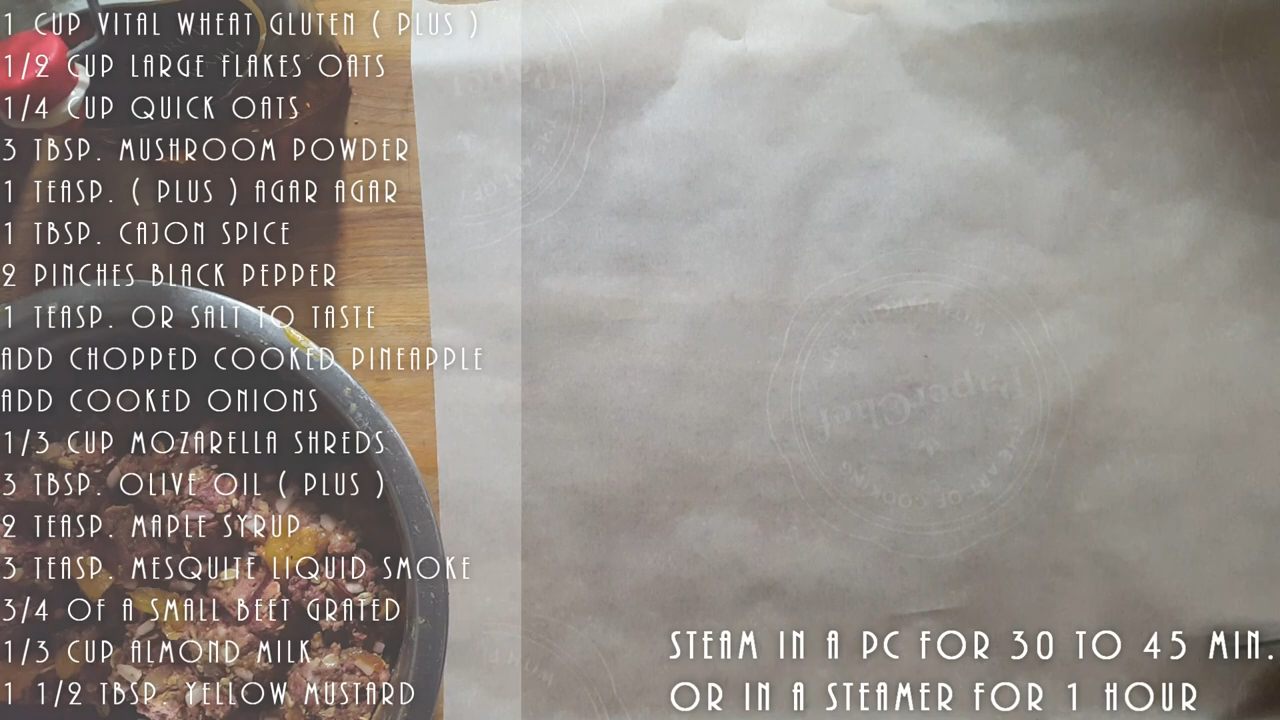 1 CUP VITAL WHEAT GLUTEN ( PLUS )
1/2 CUP LARGE FLAKES OATS
1/4 CUP QUICK OATS
3 TBSP. MUSHROOM POWDER
1 TEASP. ( PLUS ) AGAR AGAR
1 TBSP. CAJON SPICE
2 PINCHES BLACK PEPPER
1 TEASP. OR SALT TO TASTE
ADD CHOPPED COOKED PINEAPPLE
ADD COOKED ONIONS
1/3 CUP MOZARELLA SHREDS
3 TBSP. OLIVE OIL ( PLUS )
2 TEASP. MAPLE SYRUP
3 TEASP. MESQUITE LIQUID SMOKE
3/4 OF A SMALL BEET GRATED
1/3 CUP ALMOND MILK
1 1/2 TBSP. YELLOW MUSTARD
PaperChef
ART OF COOKING
STEAM IN A PC FOR 30 TO 45 MIN.
OR IN A STEAMER FOR 1 HOUR